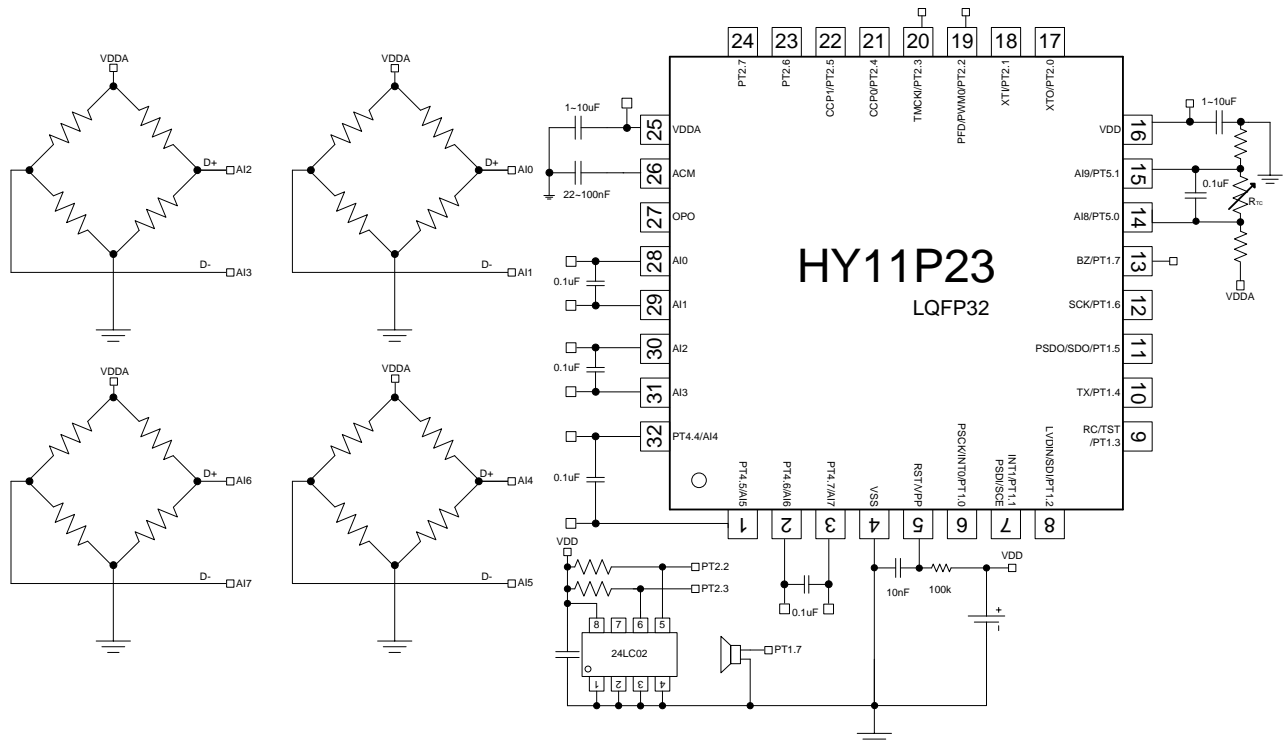 24 23 22 21 20 19 18 17
PT2.7
PT2.6
CCP1/PT2.5
CCP0/PT2.4
TMCKI/PT2.3
PFD/PWM0/PT2.2
XTI/PT2.1
XTO/PT2.0
VDDA
D+ AI2
D- AI3
VDDA
D+ AI0
D- AI1
VDDA
D+ AI6
D- AI7
VDDA
D+ AI4
D- AI5
1~10uF
22~100nF
0.1uF
0.1uF
0.1uF
25 VDDA
26 ACM
27 OPO
28 AI0
29 AI1
30 AI2
31 AI3
32 PT4.4/AI4
HY11P23
LQFP32
VDD 16
AI9/PT5.1 15
AI8/PT5.0 14
BZ/PT1.7 13
SCK/PT1.6 12
PSDO/SDO/PT1.5 11
TX/PT1.4 10
RC/TST
/PT1.3 9
1~10uF
0.1uF
RTC
VDDA
PT4.5/AI5
PT4.6/AI6
PT4.7/AI7
VSS
RST/VPP
PSCK/INT0/PT1.0
INT1/PT1.1
PSDI/SCE
LVDIN/SDI/PT1.2
1 2 3 4 5 6 7 8
VDD
PT2.2
PT2.3
8 7 6 5
24LC02
1 2 3 4
0.1uF
PT1.7
10nF
100k
VDD
+
-